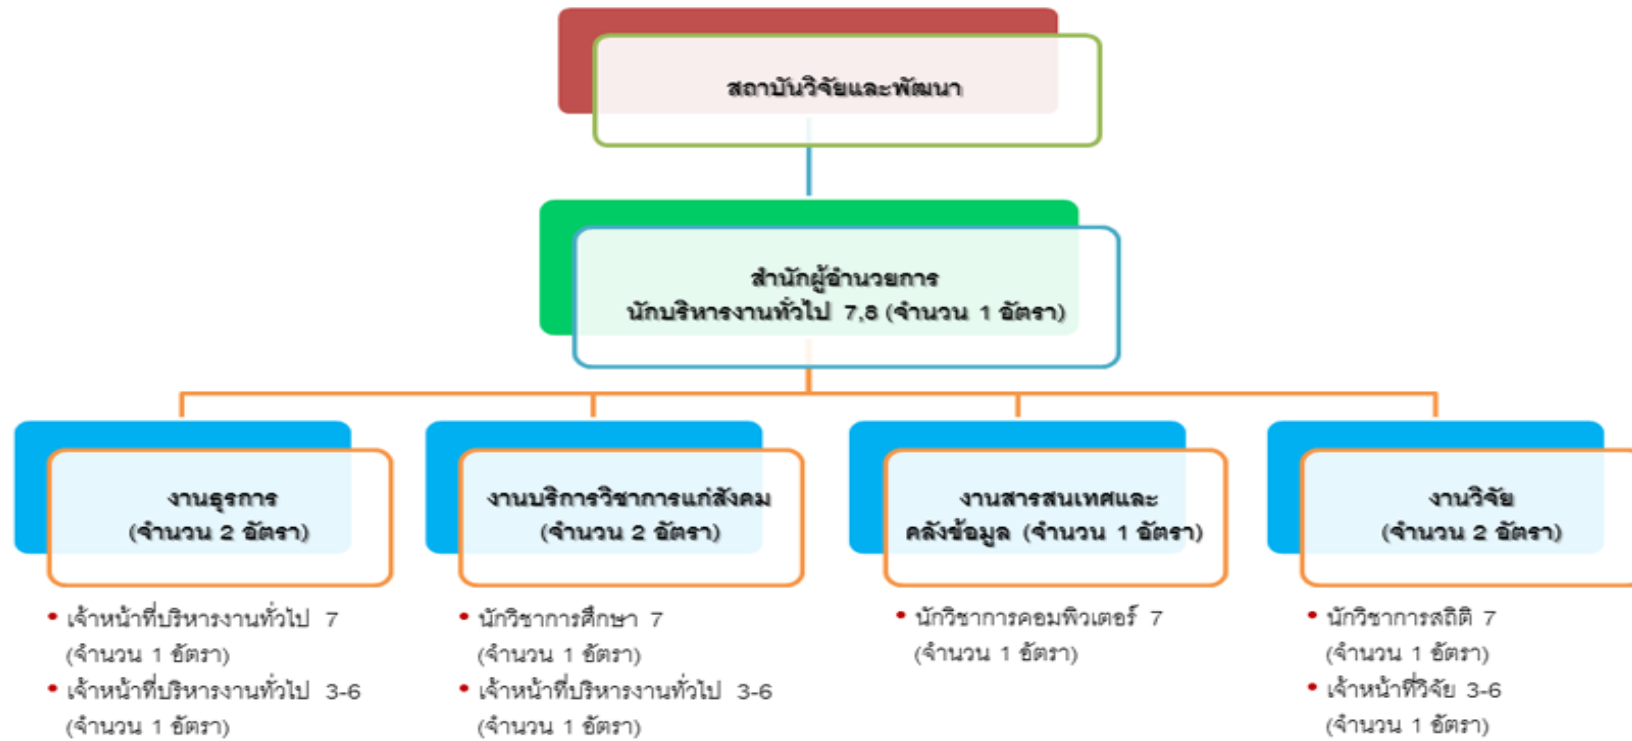 สถาบันวิจัยและพัฒนา
สำนักผู้อำนวยการ
นักบริหารงานทั่วไป 7,8 (จำนวน 1 อัตรา)
งานธุรการ
(จำนวน 2 อัตรา)
• เจ้าหน้าที่บริหารงานทั่วไป 7
(จำนวน 1 อัตรา)
• เจ้าหน้าที่บริหารงานทั่วไป 3-6
(จำนวน 1 อัตรา)
งานบริการวิชาการแก่สังคม
(จำนวน 2 อัตรา)
• นักวิชาการศึกษา 7
(จำนวน 1 อัตรา)
• เจ้าหน้าที่บริหารงานทั่วไป 3-6
(จำนวน 1 อัตรา)
งานสารสนเทศและ
คลังข้อมูล (จำนวน 1 อัตรา)
• นักวิชาการคอมพิวเตอร์ 7
(จำนวน 1 อัตรา)
งานวิจัย
(จำนวน 2 อัตรา)
• นักวิชาการสถิติ 7
(จำนวน 1 อัตรา)
• เจ้าหน้าที่วิจัย 3-6
(จำนวน 1 อัตรา)